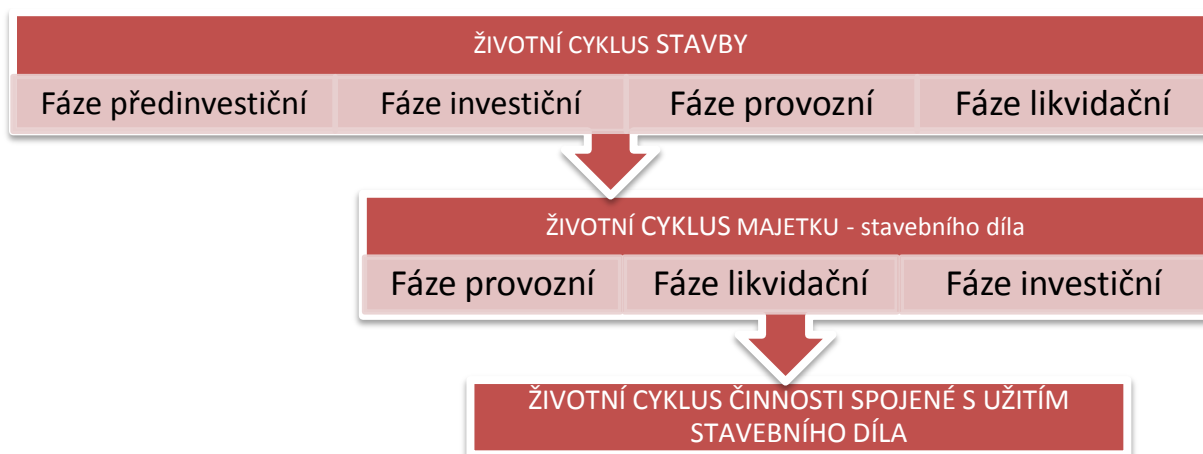 ŽIVOTNÍ CYKLUS STAVBY
Fáze předinvestiční Fáze investiční Fáze provozní Fáze likvidační
ŽIVOTNÍ CYKLUS MAJETKU - stavebního díla
Fáze provozní Fáze likvidační Fáze investiční
ŽIVOTNÍ CYKLUS ČINNOSTI SPOJENÉ S UŽITÍM
STAVEBNÍHO DÍLA